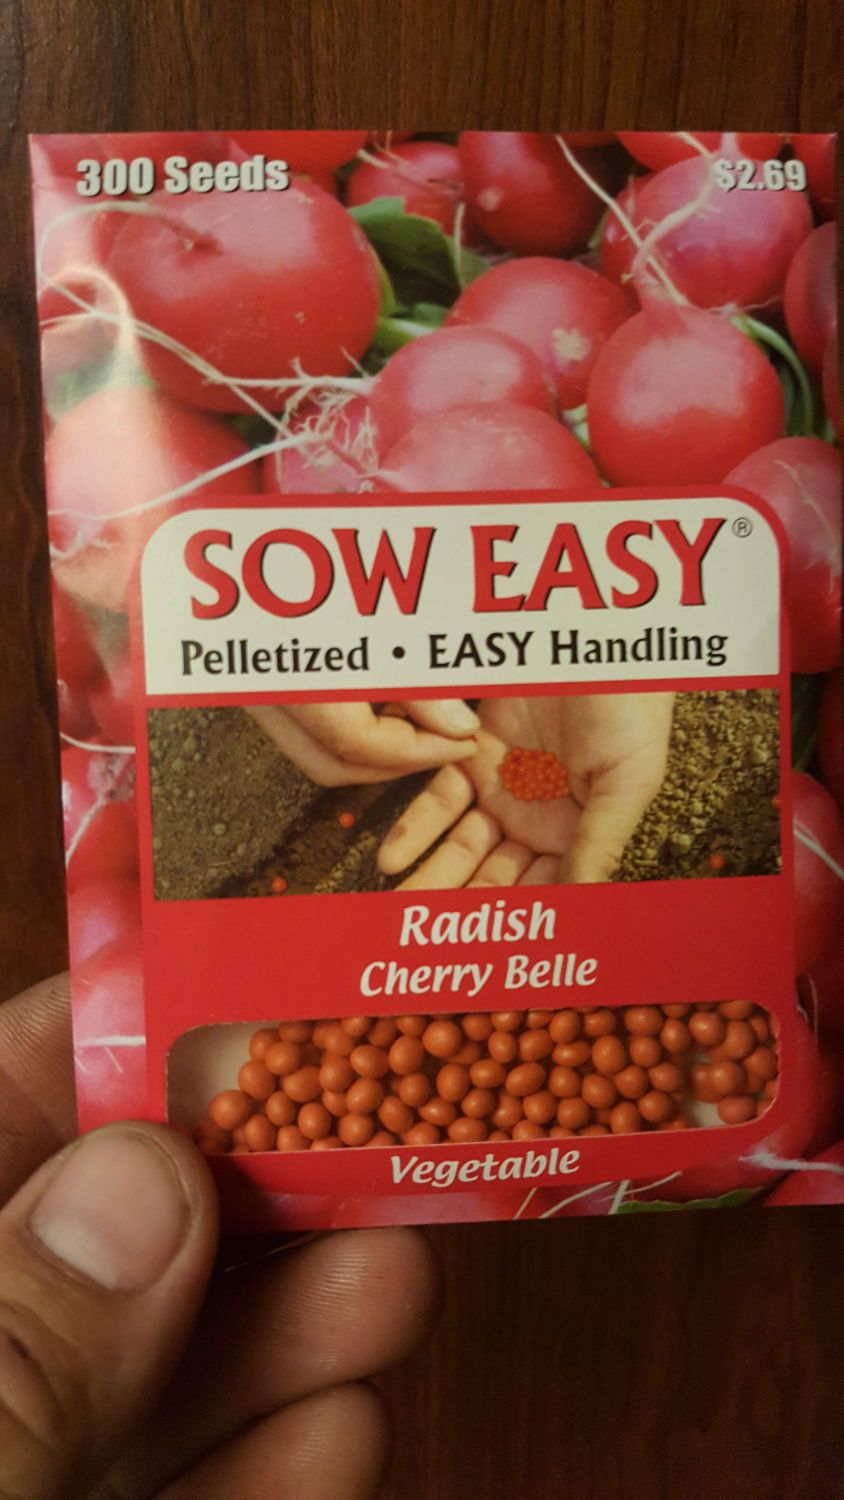 300 Seeds
$2.69
SOW EASY®
Pelletized • EASY Handling
Radish
Cherry Belle
Vegetable